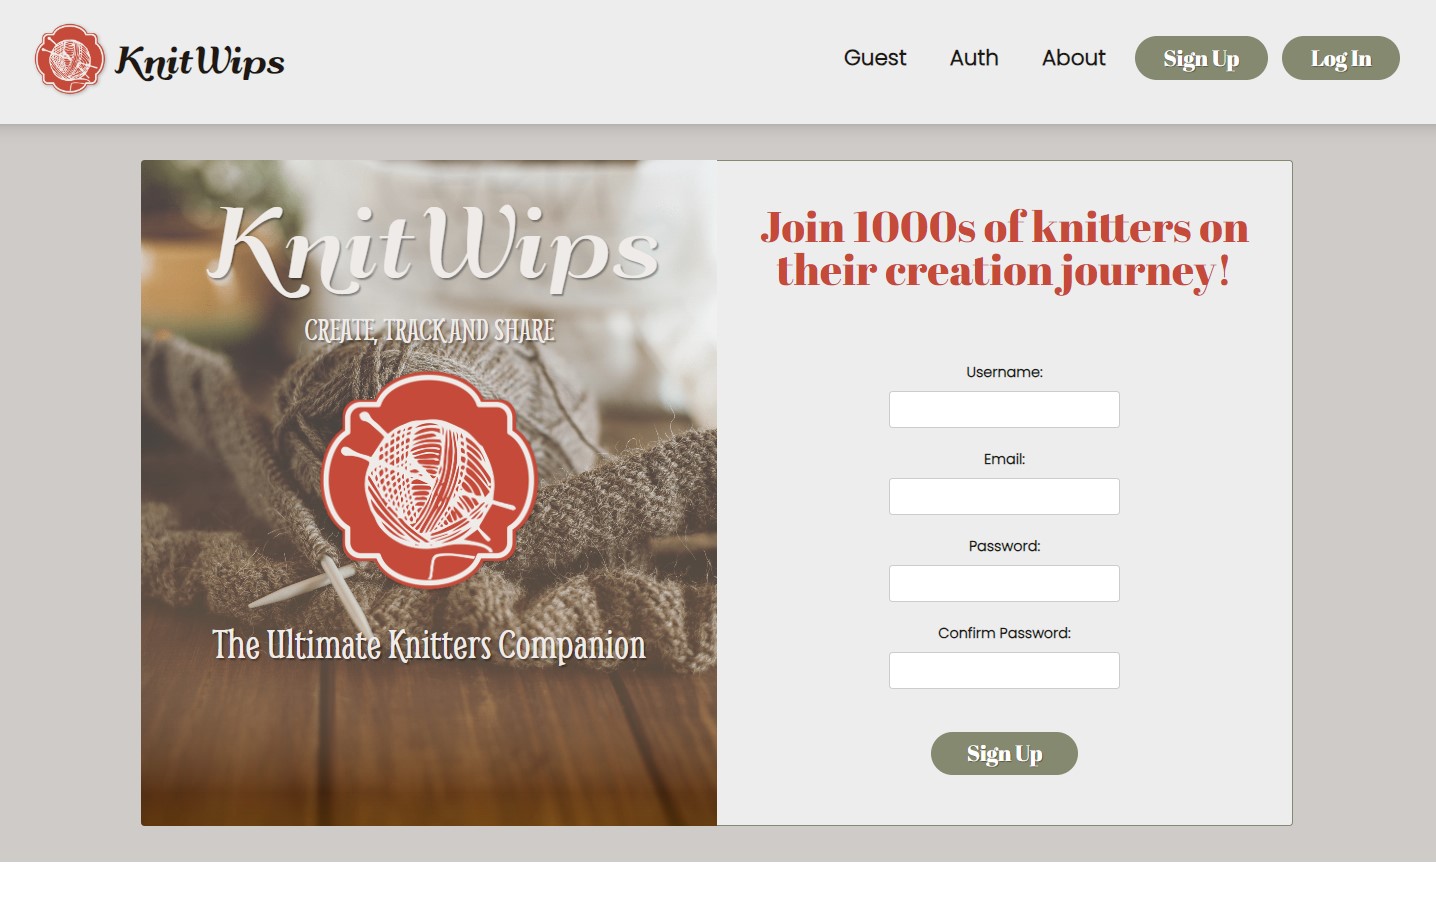 KnitWips
Guest
Auth
About
Sign Up
Log In
KnitWips
CREATE, TRACK AND SHARE
The Ultimate Knitters Companion
Join 1000s of knitters on
their creation journey!
Username:
Email:
Password:
Confirm Password:
Sign Up